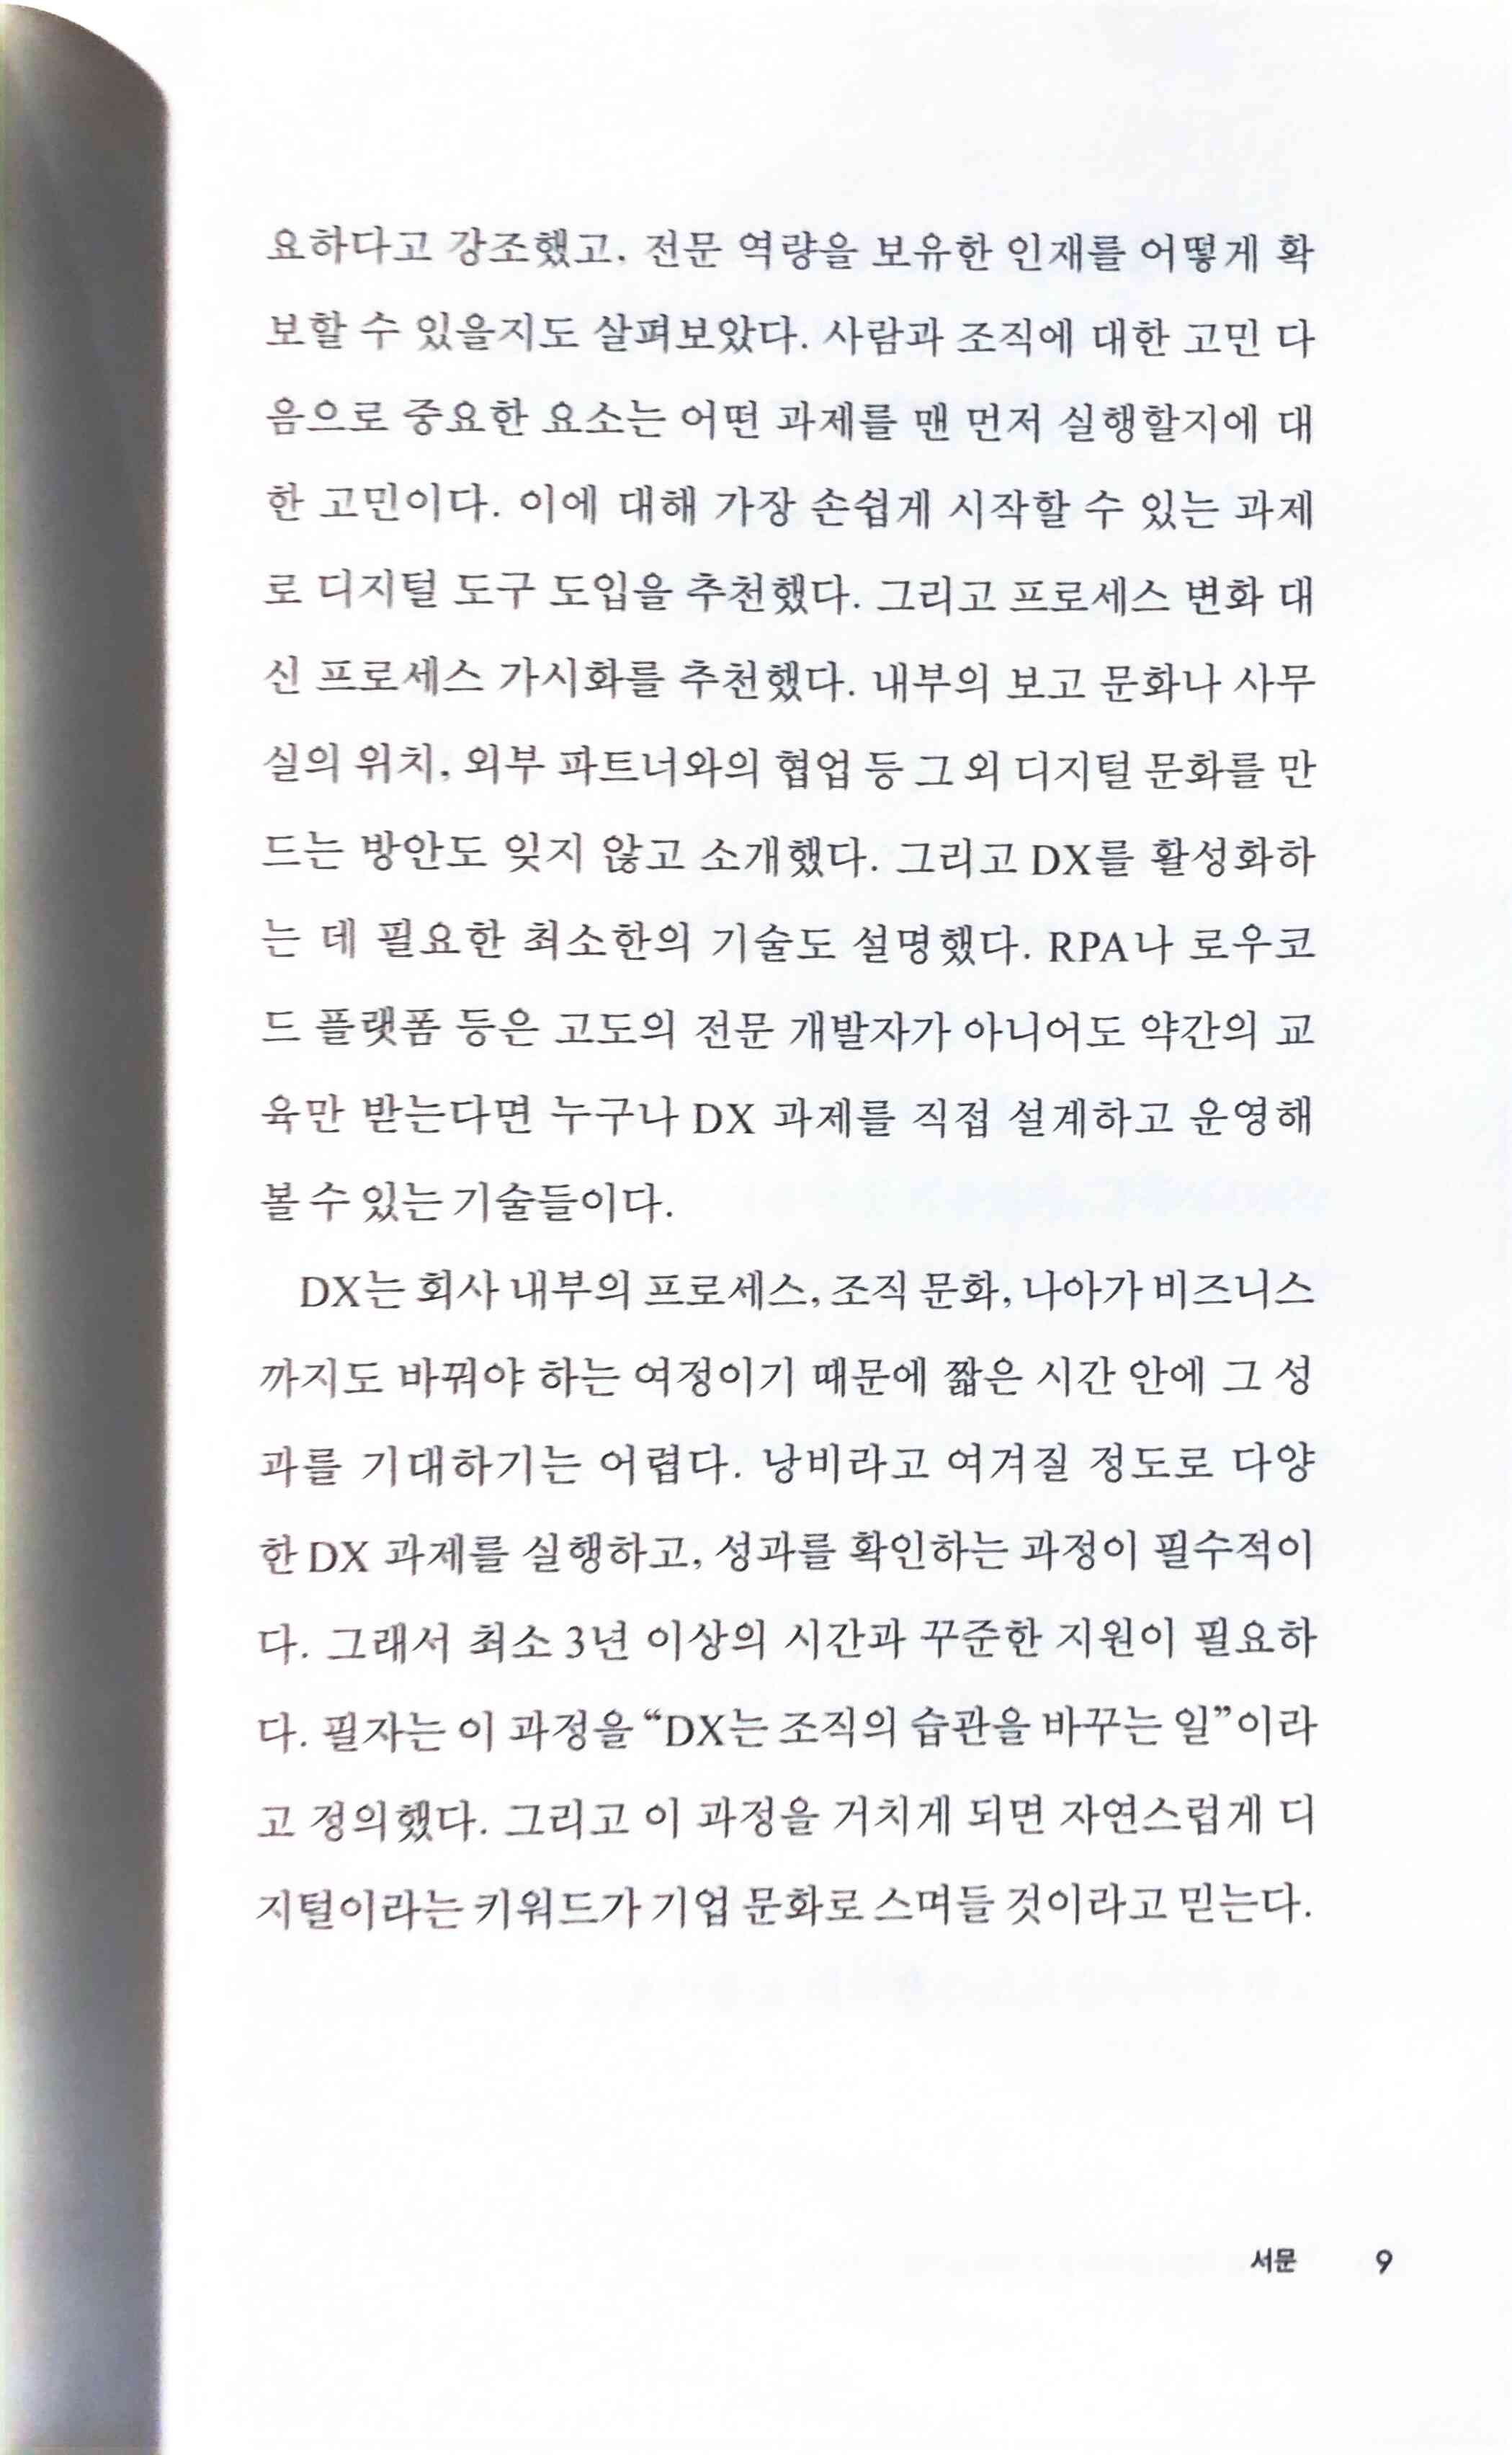 요하다고 강조했고, 전문 역량을 보유한 인재를 어떻게 확
보할 수 있을지도 살펴보았다. 사람과 조직에 대한 고민 다
음으로 중요한 요소는 어떤 과제를 맨 먼저 실행할지에 대
한 고민이다. 이에 대해 가장 손쉽게 시작할 수 있는 과제
로 디지털 도구 도입을 추천했다. 그리고 프로세스 변화 대
신 프로세스 가시화를 추천했다. 내부의 보고 문화나 사무
실의 위치, 외부 파트너와의 협업 등 그 외 디지털 문화를 만
드는 방안도 잊지 않고 소개했다. 그리고 DX를 활성화하
는 데 필요한 최소한의 기술도 설명했다. RPA나 로우코
드 플랫폼 등은 고도의 전문 개발자가 아니어도 약간의 교
육만 받는다면 누구나 DX 과제를 직접 설계하고 운영해
볼 수 있는 기술들이다.
DX는 회사 내부의 프로세스, 조직 문화, 나아가 비즈니스
까지도 바꿔야 하는 여정이기 때문에 짧은 시간 안에 그 성
과를 기대하기는 어렵다. 낭비라고 여겨질 정도로 다양
한 DX 과제를 실행하고, 성과를 확인하는 과정이 필수적이
다. 그래서 최소 3년 이상의 시간과 꾸준한 지원이 필요하
다. 필자는 이 과정을 “DX는 조직의 습관을 바꾸는 일”이라
고 정의했다. 그리고 이 과정을 거치게 되면 자연스럽게 디
지털이라는 키워드가 기업 문화로 스며들 것이라고 믿는다.
서문 9